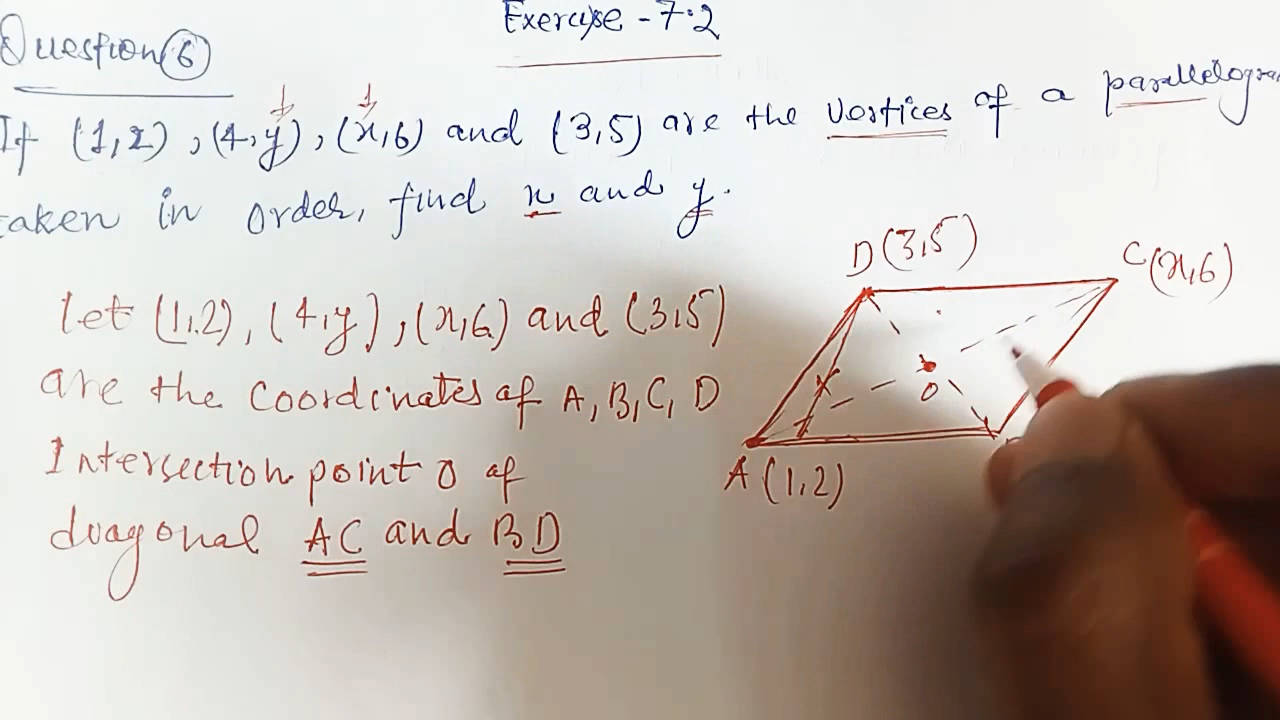 Exercise - 7.2
Question 6
If (1,2), (4,y), (x,6) and (3,5) are the vertices of a parallelogra
taken in order, find x and y.
D (3,5)
C (x,6)
let (1,2), (4,y), (x,6) and (3,5)
are the Coordinates of A, B, C, D
O
Intersection point O of
A (1,2)
diagonal AC and BD